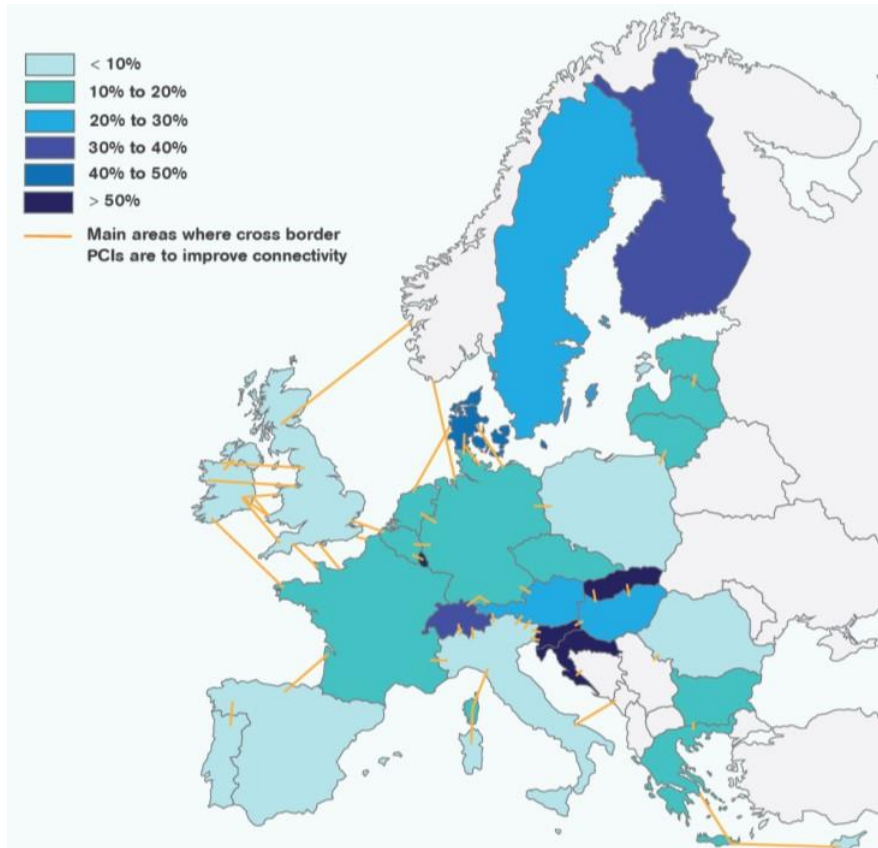 < 10%
10% to 20%
20% to 30%
30% to 40%
40% to 50%
> 50%
Main areas where cross border
PCIs are to improve connectivity